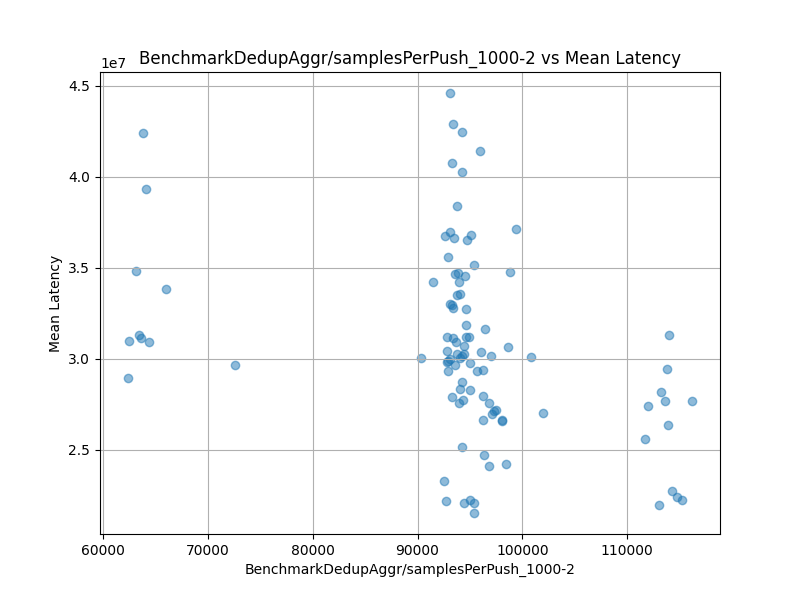 BenchmarkDedupAggr/samplesPerPush_1000-2 vs Mean Latency
1e7
4.5
4.0
3.5
3.0
2.5
Mean Latency
60000 70000 80000 90000 100000 110000
BenchmarkDedupAggr/samplesPerPush_1000-2